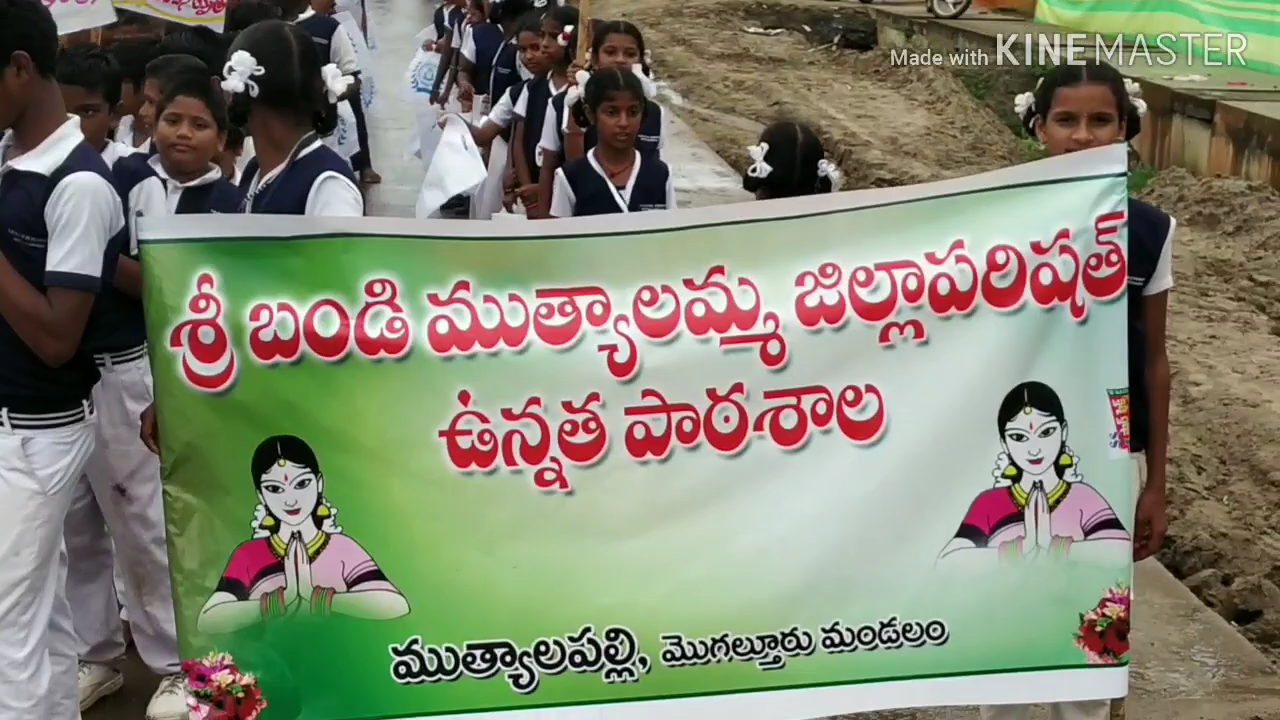 Made with KINEMASTER
శ్రీ బండి ముత్యాలమ్మ జిల్లాపరిషత్
ఉన్నత పాఠశాల
ముత్యాలపల్లి, మొగల్తూరు మండలం